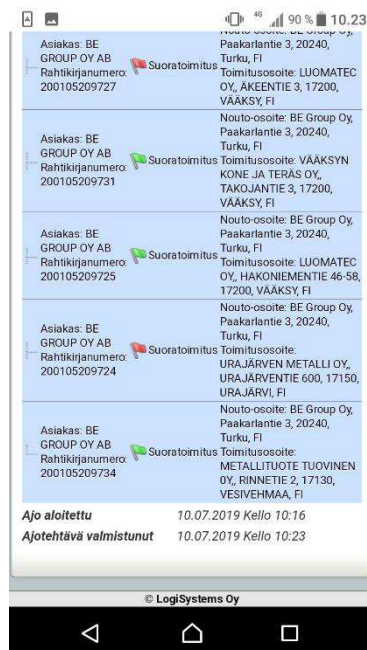 4G 90 % 10.23
Nouto-osoite: BE Group Oy,
Asiakas: BE
GROUP OY AB
Rahtikirjanumero:
200105209727
Suoratoimitus
Paakarlantie 3, 20240,
Turku, FI
Toimitusosoite: LUOMATEC
OY,, ÄKEENTIE 3, 17200,
VÄÄKSY, FI
Asiakas: BE
GROUP OY AB
Rahtikirjanumero:
200105209731
Suoratoimitus
Nouto-osoite: BE Group Oy,
Paakarlantie 3, 20240,
Turku, FI
Toimitusosoite: VÄÄKSYN
KONE JA TERÄS OY,,
TAKOJANTIE 3, 17200,
VÄÄKSY, FI
Asiakas: BE
GROUP OY AB
Rahtikirjanumero:
200105209725
Suoratoimitus
Nouto-osoite: BE Group Oy,
Paakarlantie 3, 20240,
Turku, FI
Toimitusosoite: LUOMATEC
OY,, HAKONIEMENTIE 46-58,
17200, VÄÄKSY, FI
Asiakas: BE
GROUP OY AB
Rahtikirjanumero:
200105209724
Suoratoimitus
Nouto-osoite: BE Group Oy,
Paakarlantie 3, 20240,
Turku, FI
Toimitusosoite:
URAJÄRVEN METALLI OY,,
URAJÄRVENTIE 600, 17150,
URAJÄRVI, FI
Asiakas: BE
GROUP OY AB
Rahtikirjanumero:
200105209734
Suoratoimitus
Nouto-osoite: BE Group Oy,
Paakarlantie 3, 20240,
Turku, FI
Toimitusosoite:
METALLITUOTE TUOVINEN
OY,, RINNETIE 2, 17130,
VESIVEHMAA, FI
Ajo aloitettu 10.07.2019 Kello 10:16
Ajotehtävä valmistunut 10.07.2019 Kello 10:23
© LogiSystems Oy